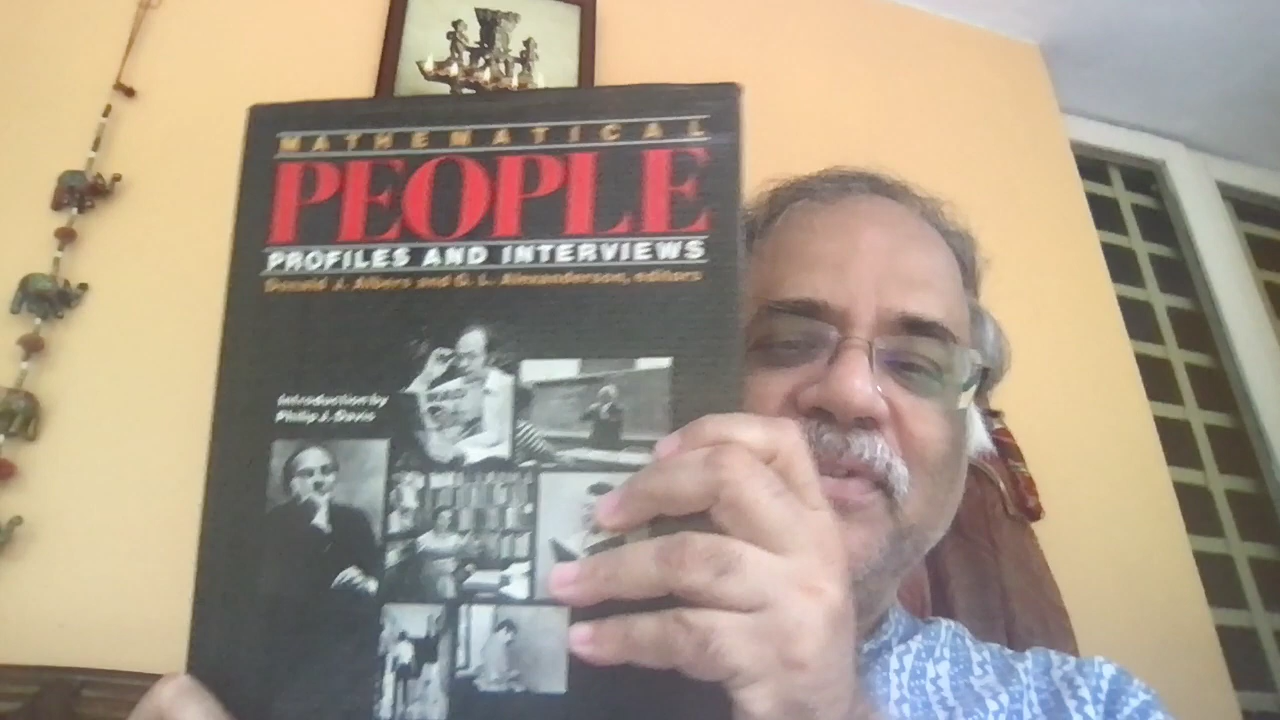 MATHEMATICAL
PEOPLE
PROFILES AND INTERVIEWS
Donald J. Albers and G. L. Alexanderson, editors
Introduction by
Philip J. Davis